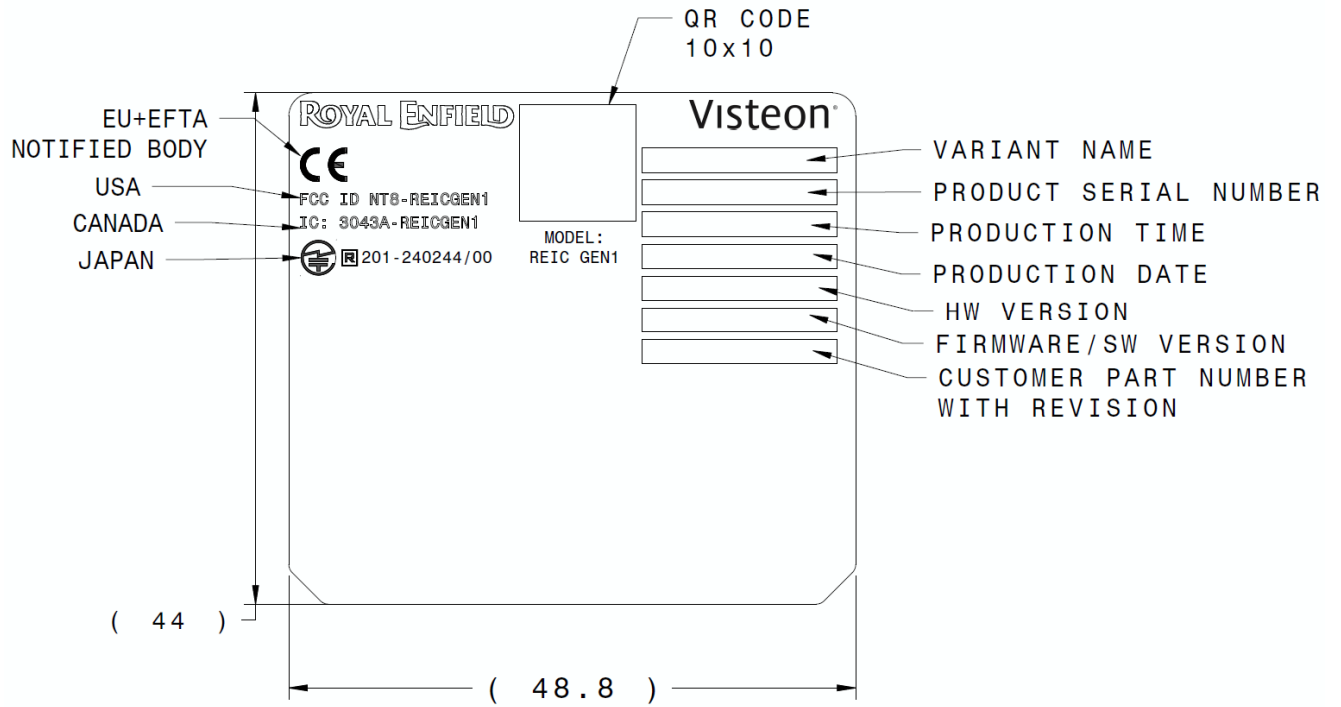 QR CODE
10x10
EU+EFTA
NOTIFIED BODY
USA
CANADA
JAPAN
ROYAL ENFIELD
CE
FCC ID NT8-REICGEN1
IC: 3043A-REICGEN1
R 201-240244/00
MODEL:
REIC GEN1
Visteon
VARIANT NAME
PRODUCT SERIAL NUMBER
PRODUCTION TIME
PRODUCTION DATE
HW VERSION
FIRMWARE/SW VERSION
CUSTOMER PART NUMBER
WITH REVISION
( 44 )
( 48.8 )